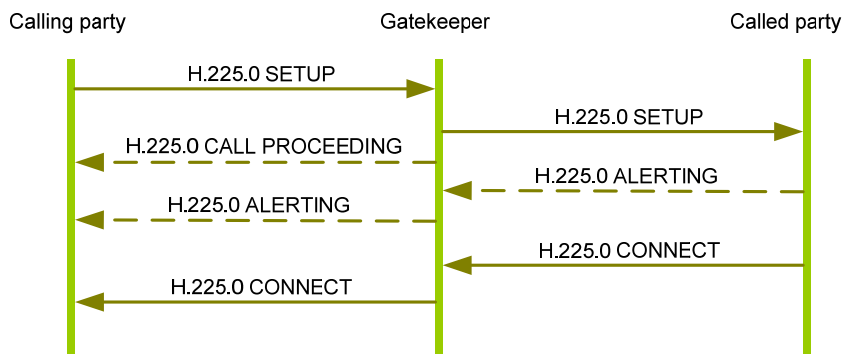 Calling party
Gatekeeper
Called party
H.225.0 SETUP
H.225.0 SETUP
H.225.0 CALL PROCEEDING
H.225.0 ALERTING
H.225.0 ALERTING
H.225.0 CONNECT
H.225.0 CONNECT